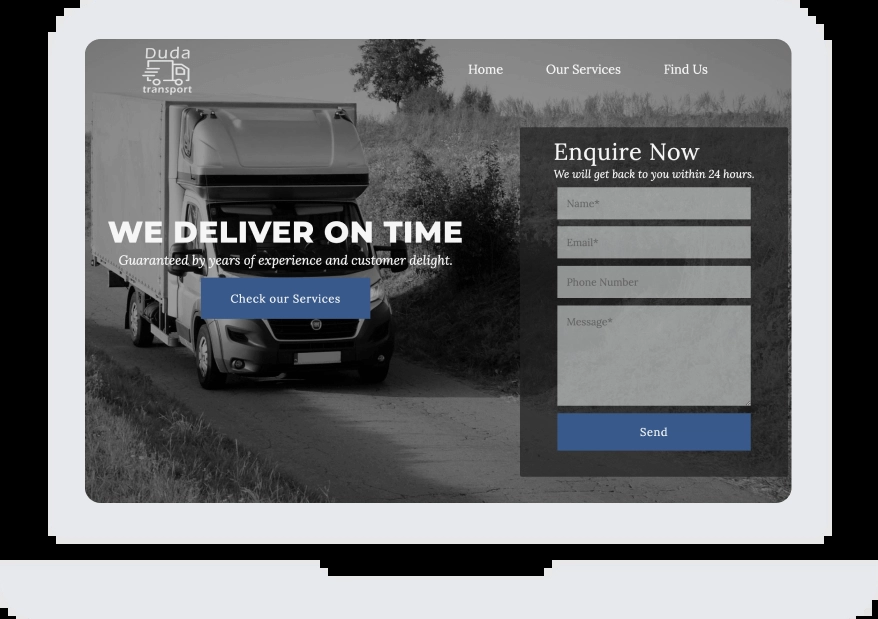 Duda
transport
Home
Our Services
Find Us
WE DELIVER ON TIME
Guaranteed by years of experience and customer delight.
Check our Services
Enquire Now
We will get back to you within 24 hours.
Name*
Email*
Phone Number
Message*
Send